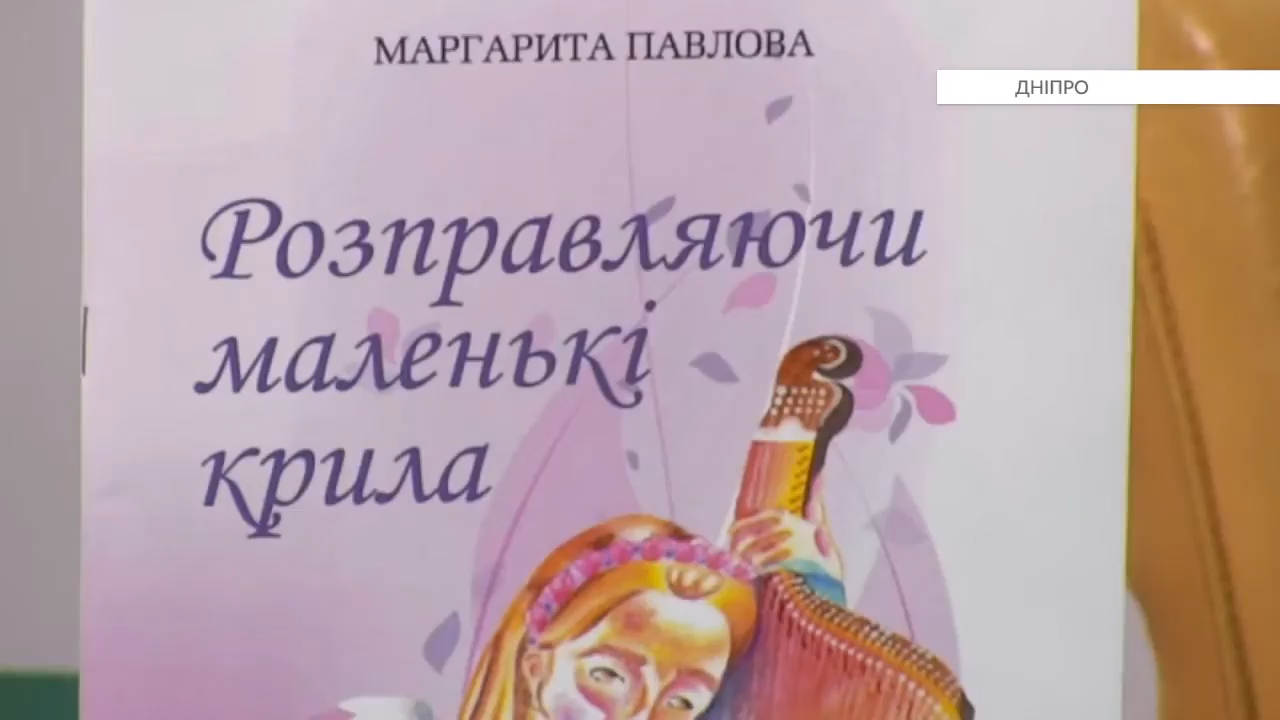 МАРГАРИТА ПАВЛОВА
ДНІПРО
Розправляючи
маленькі
крила